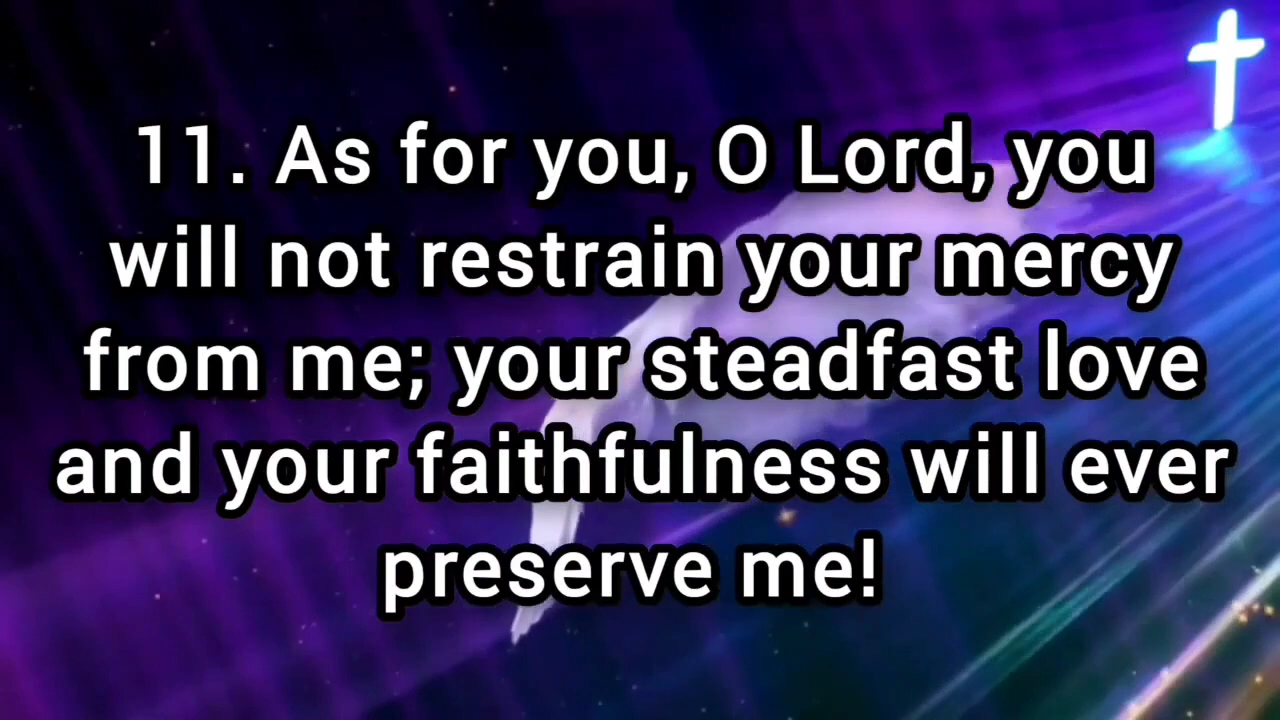 11. As for you, O Lord, you
will not restrain your mercy
from me; your steadfast love
and your faithfulness will ever
preserve me!